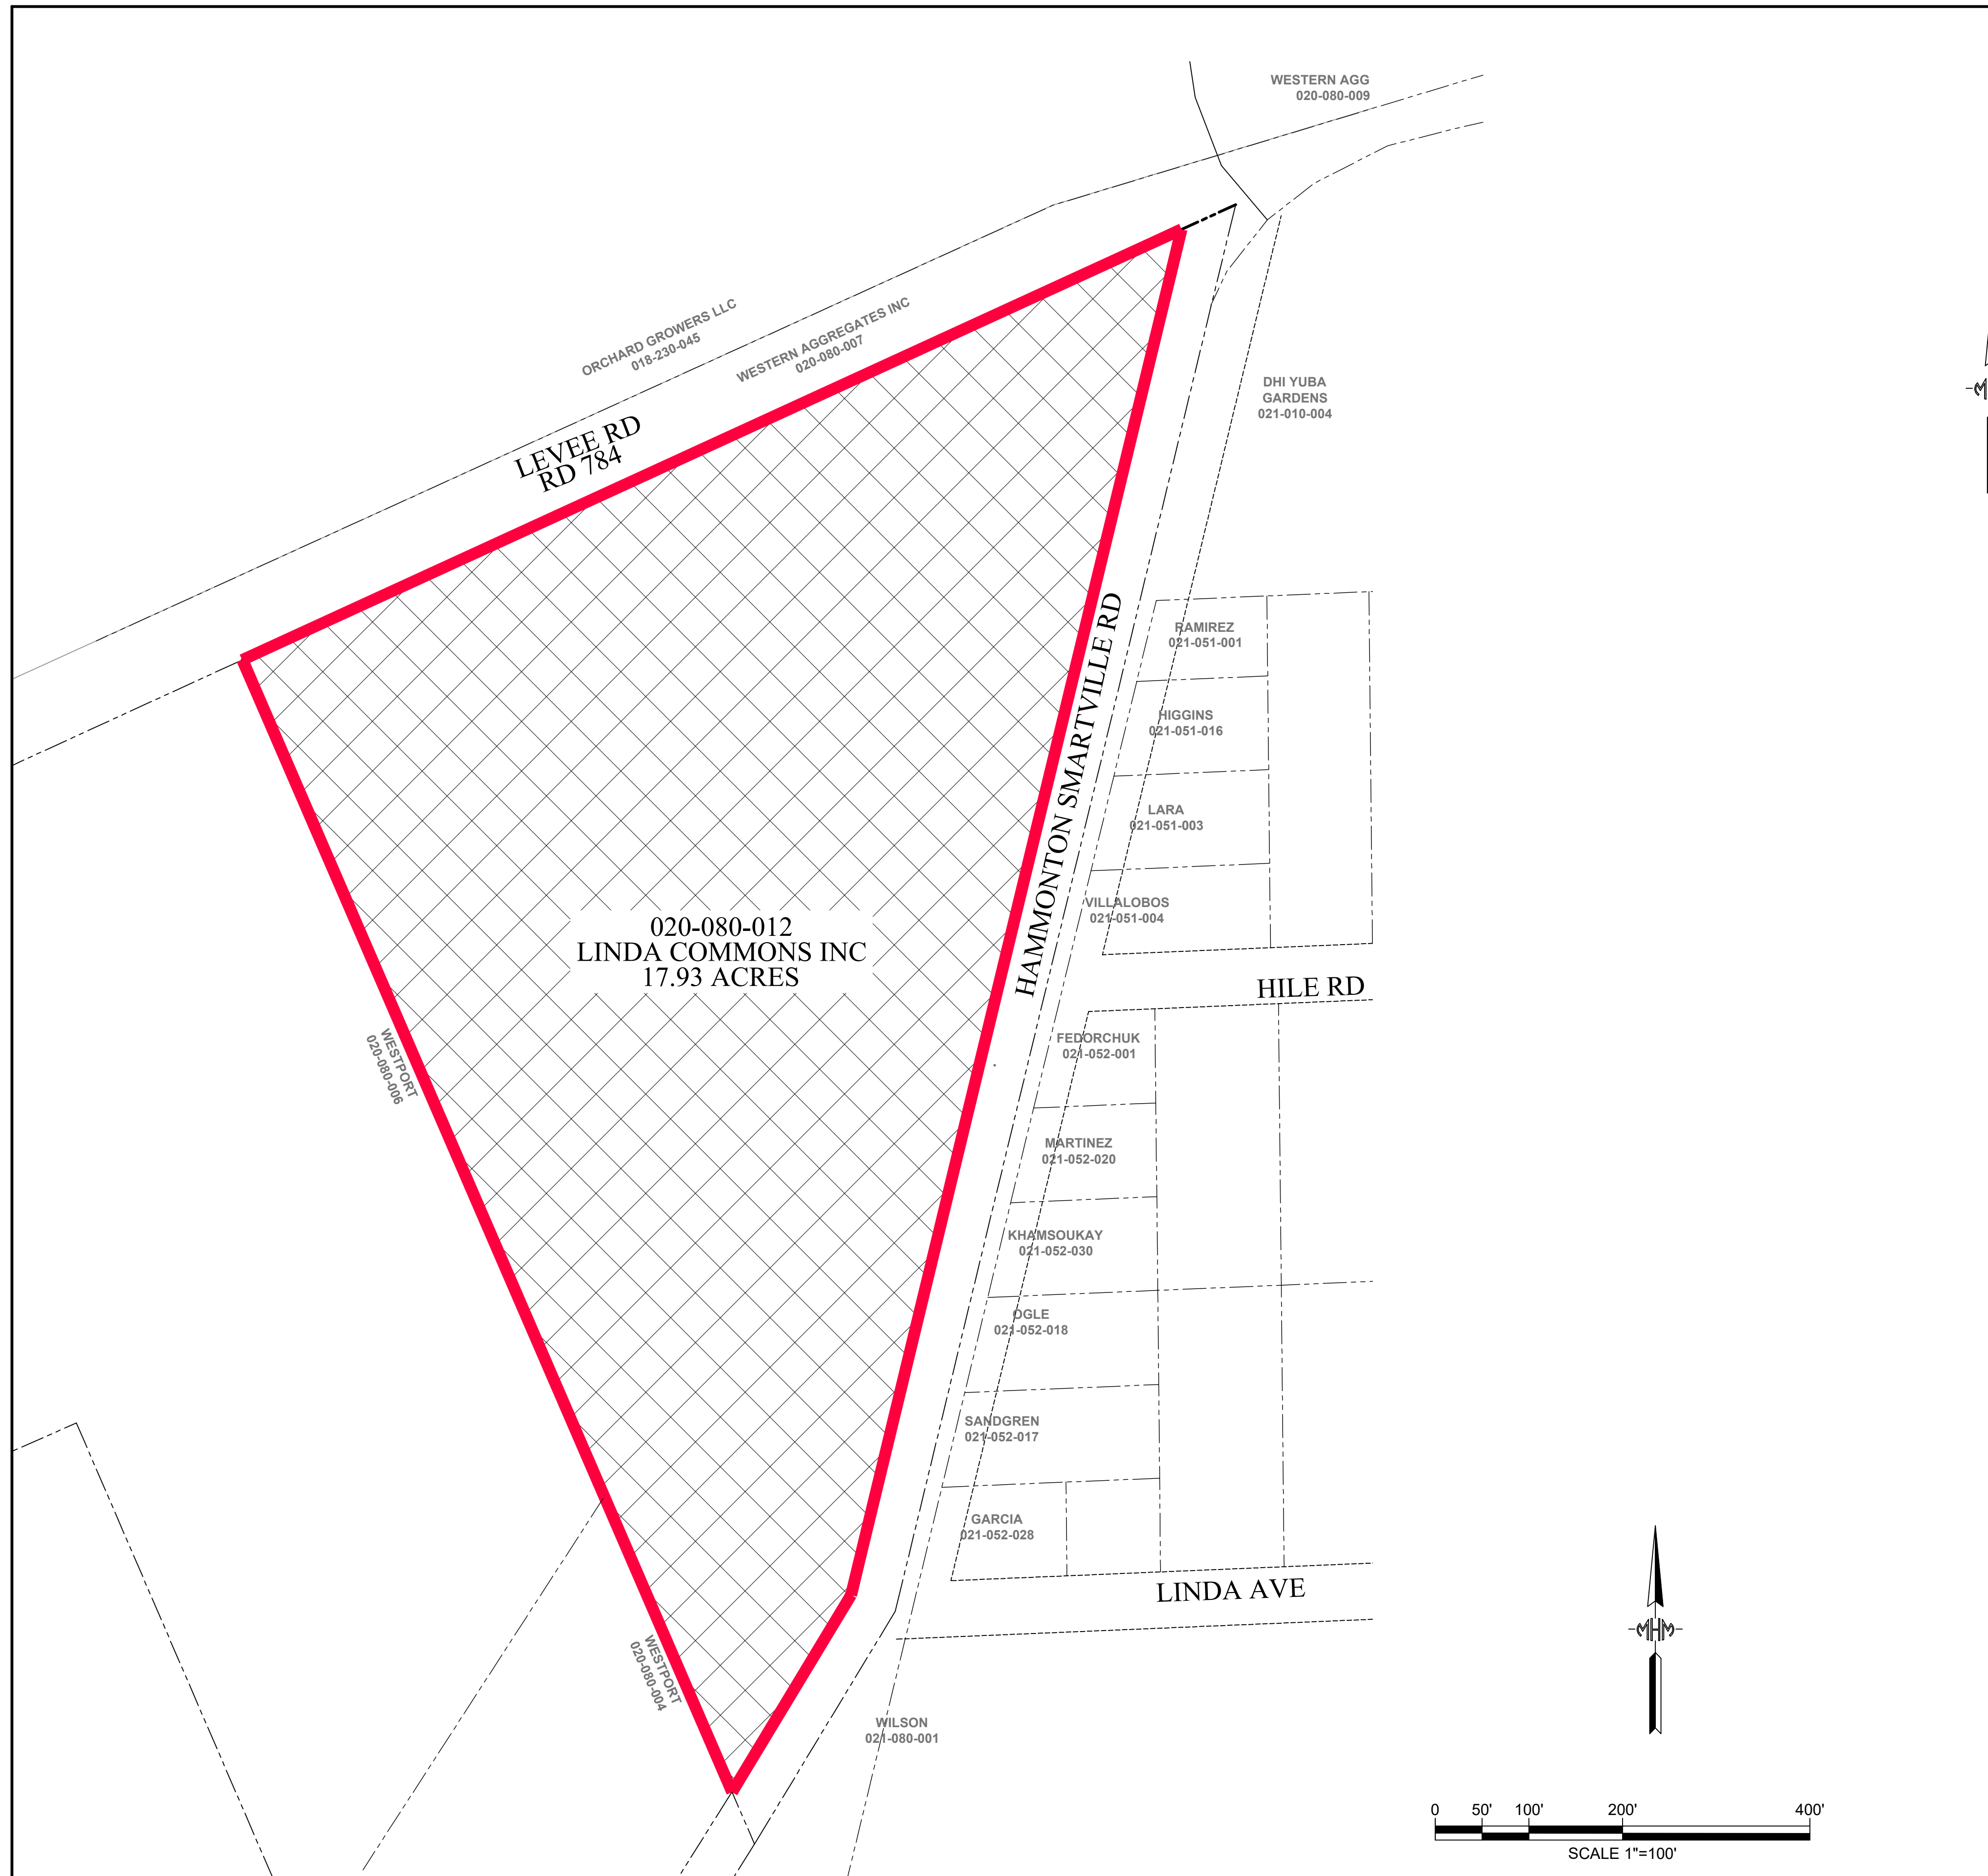 WESTERN AGG
020-080-009
ORCHARD GROWERS LLC
018-230-045
WESTERN AGGREGATES INC
020-080-007
LEVEE RD
RD 784
DHI YUBA
GARDENS
021-010-004
HAMMONTON SMARTVILLE RD
RAMIREZ
021-051-001
HIGGINS
021-051-016
LARA
021-051-003
VILLALOBOS
021-051-004
020-080-012
LINDA COMMONS INC
17.93 ACRES
HILE RD
WESTPORT
020-080-006
FEDORCHUK
021-052-001
MARTINEZ
021-052-020
KHAMSOUKAY
021-052-030
OGLE
021-052-018
SANDGREN
021-052-017
GARCIA
021-052-028
LINDA AVE
WESTPORT
020-080-004
WILSON
021-080-001
MHM
0 50' 100' 200' 400'
SCALE 1"=100'